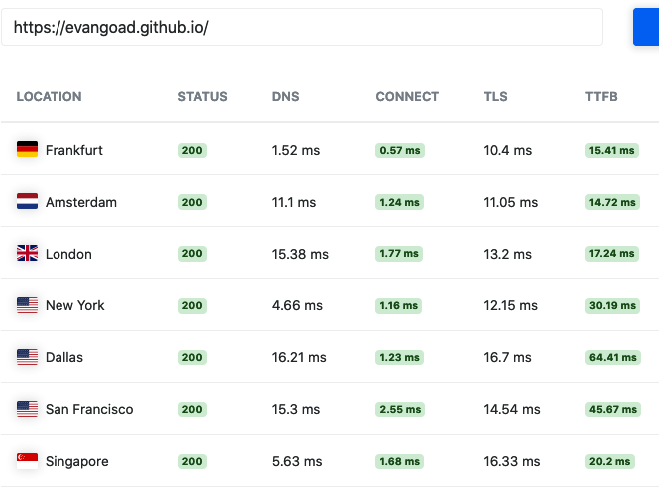 https://evangoad.github.io/
LOCATION STATUS DNS CONNECT TLS TTFB
Frankfurt 200 1.52 ms 0.57 ms 10.4 ms 15.41 ms
Amsterdam 200 11.1 ms 1.24 ms 11.05 ms 14.72 ms
London 200 15.38 ms 1.77 ms 13.2 ms 17.24 ms
New York 200 4.66 ms 1.16 ms 12.15 ms 30.19 ms
Dallas 200 16.21 ms 1.23 ms 16.7 ms 64.41 ms
San Francisco 200 15.3 ms 2.55 ms 14.54 ms 45.67 ms
Singapore 200 5.63 ms 1.68 ms 16.33 ms 20.2 ms